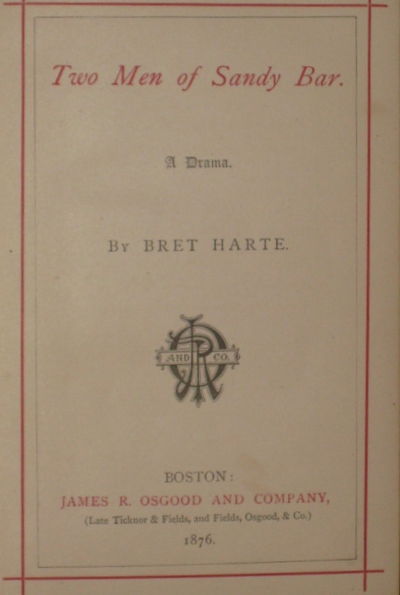 Two Men of Sandy Bar.
A Drama.
BY BRET HARTE.
JRO
AND CO.
BOSTON:
JAMES R. OSGOOD AND COMPANY,
(Late Ticknor & Fields, and Fields, Osgood, & Co.)
1876.